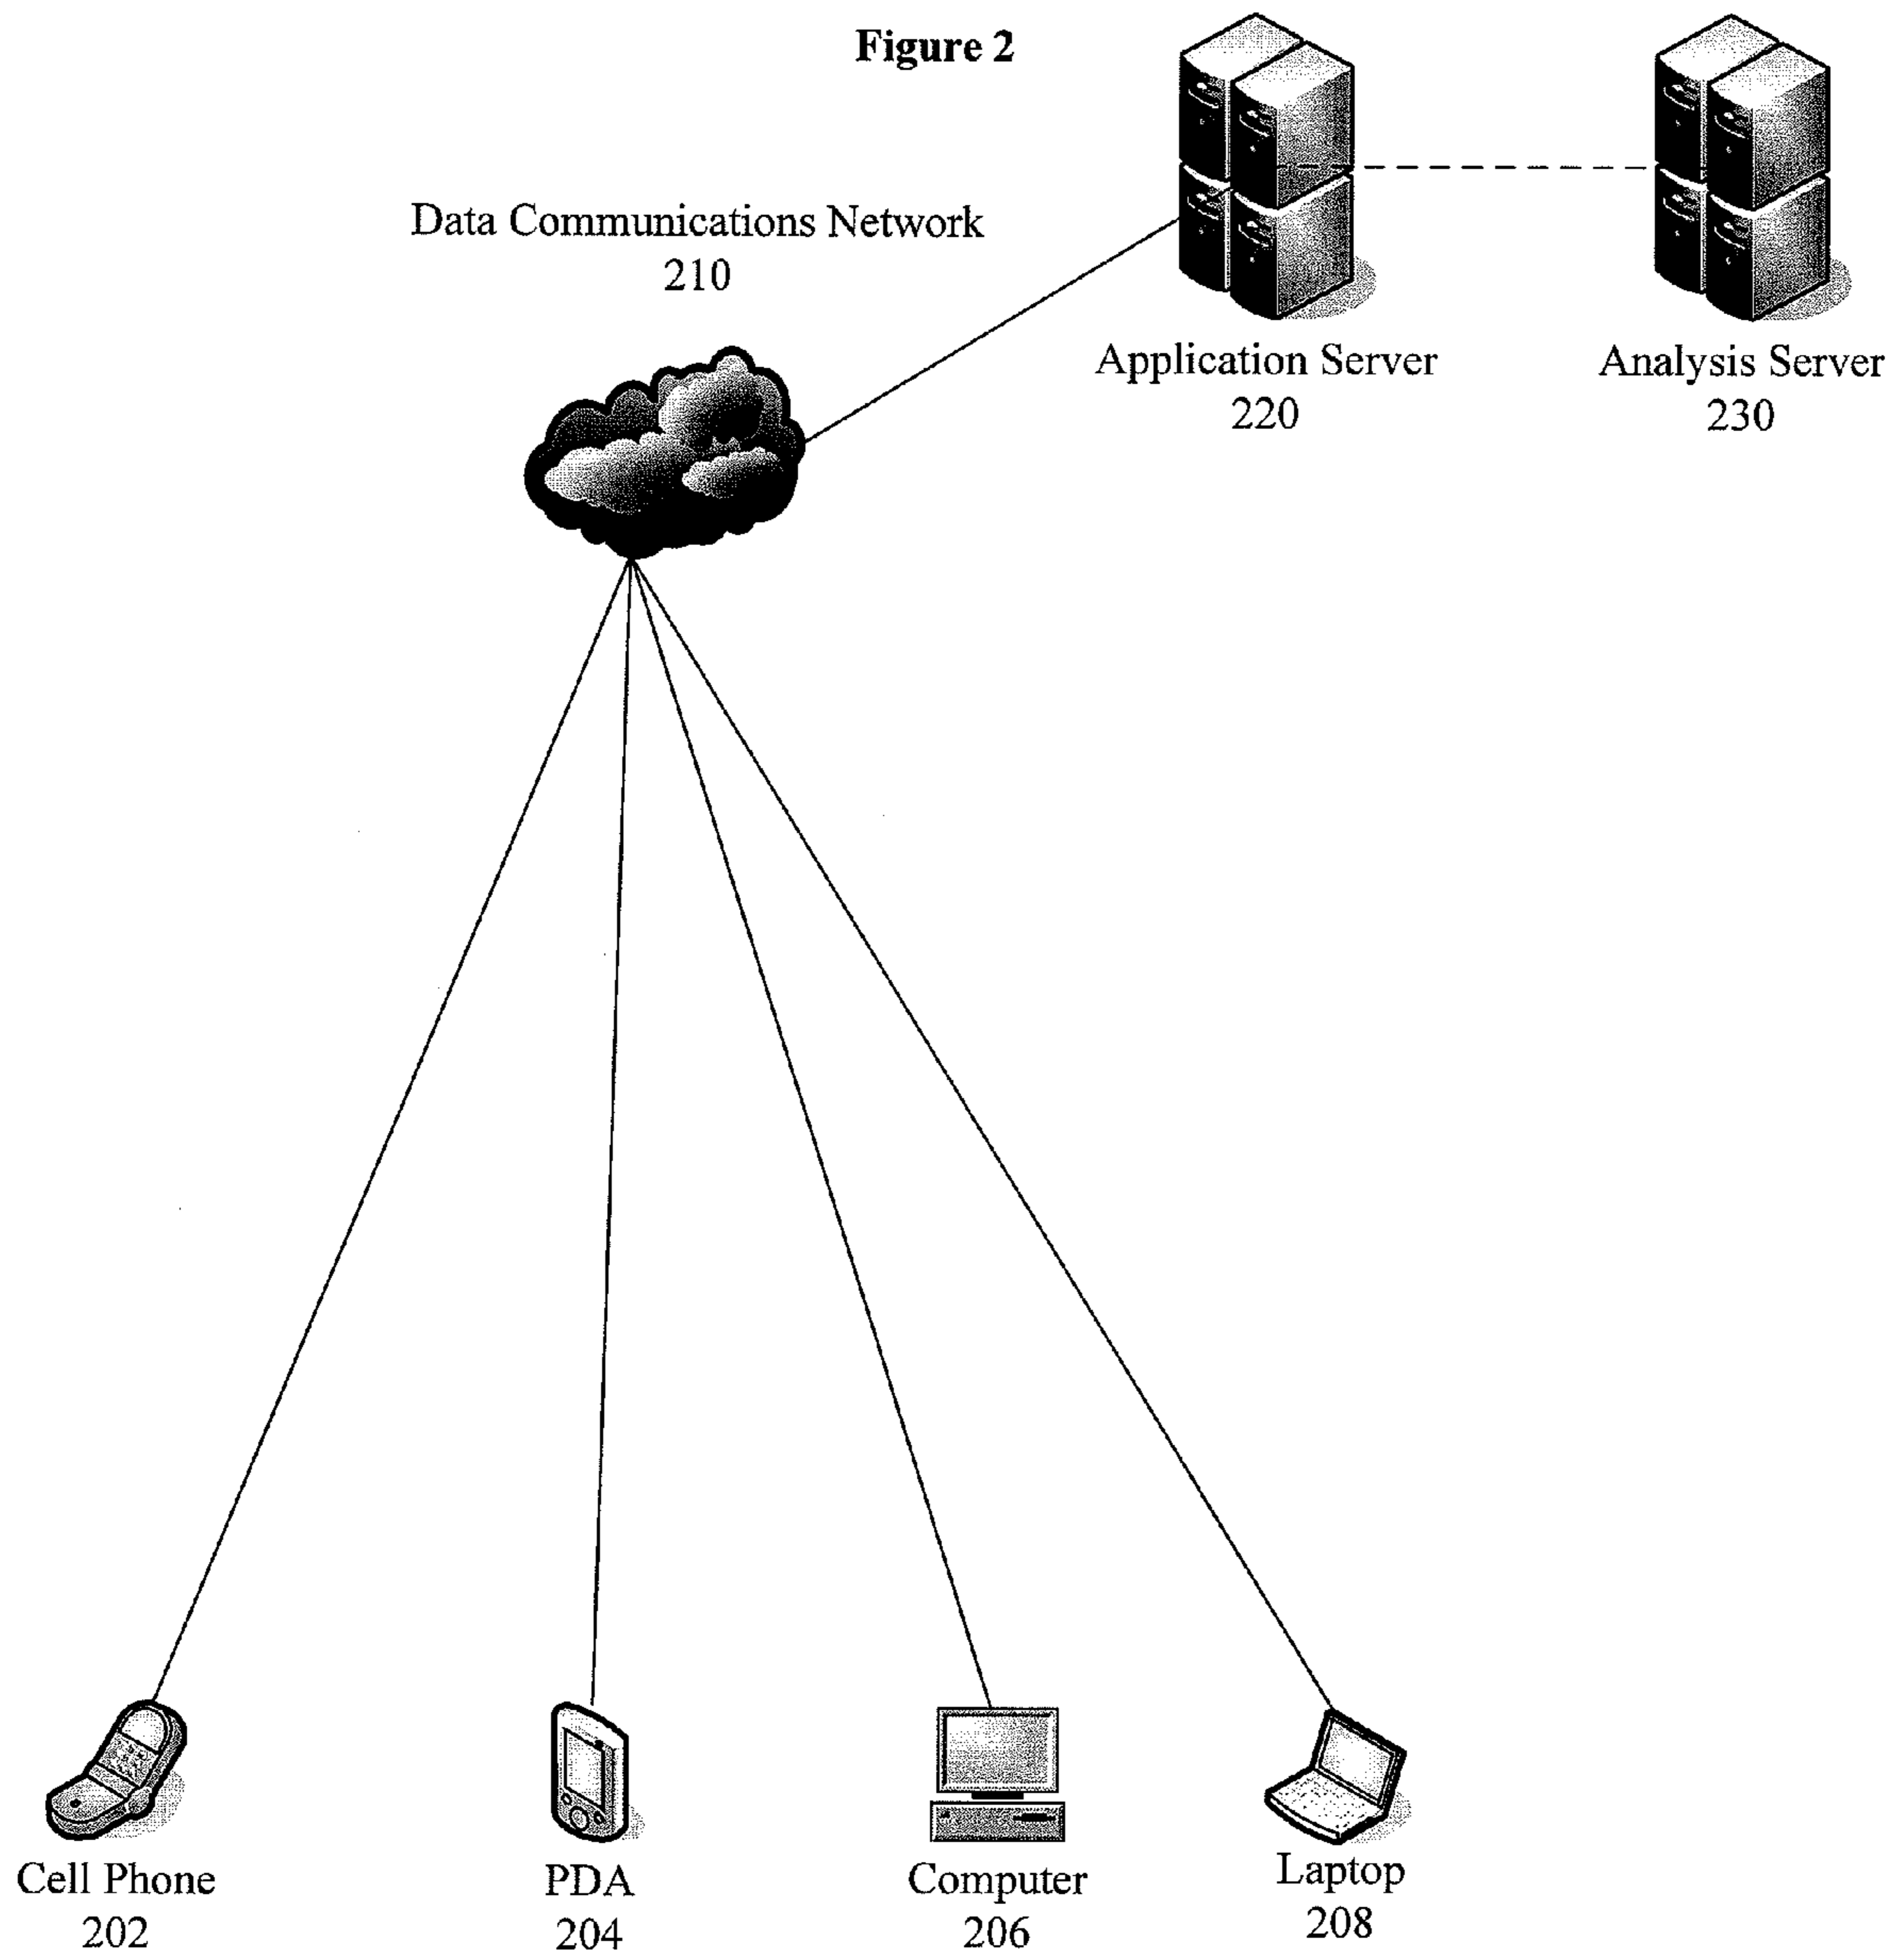 Figure 2
Data Communications Network
210
Application Server
220
Analysis Server
230
Cell Phone
202
PDA
204
Computer
206
Laptop
208